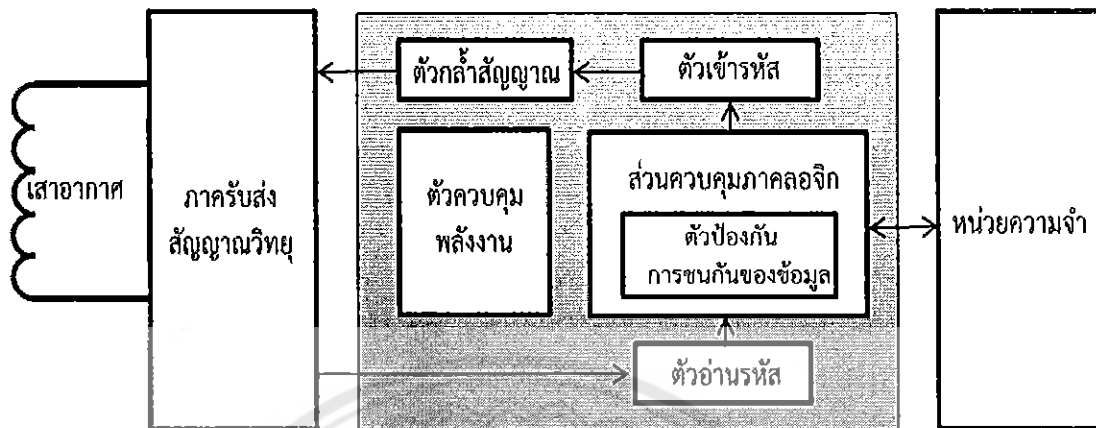 เสาอากาศ
ภาครับส่ง
สัญญาณวิทยุ
ตัวกล้ำสัญญาณ
ตัวเข้ารหัส
ตัวควบคุม
พลังงาน
ส่วนควบคุมภาคลอจิก
ตัวป้องกัน
การชนกันของข้อมูล
ตัวอ่านรหัส
หน่วยความจำ